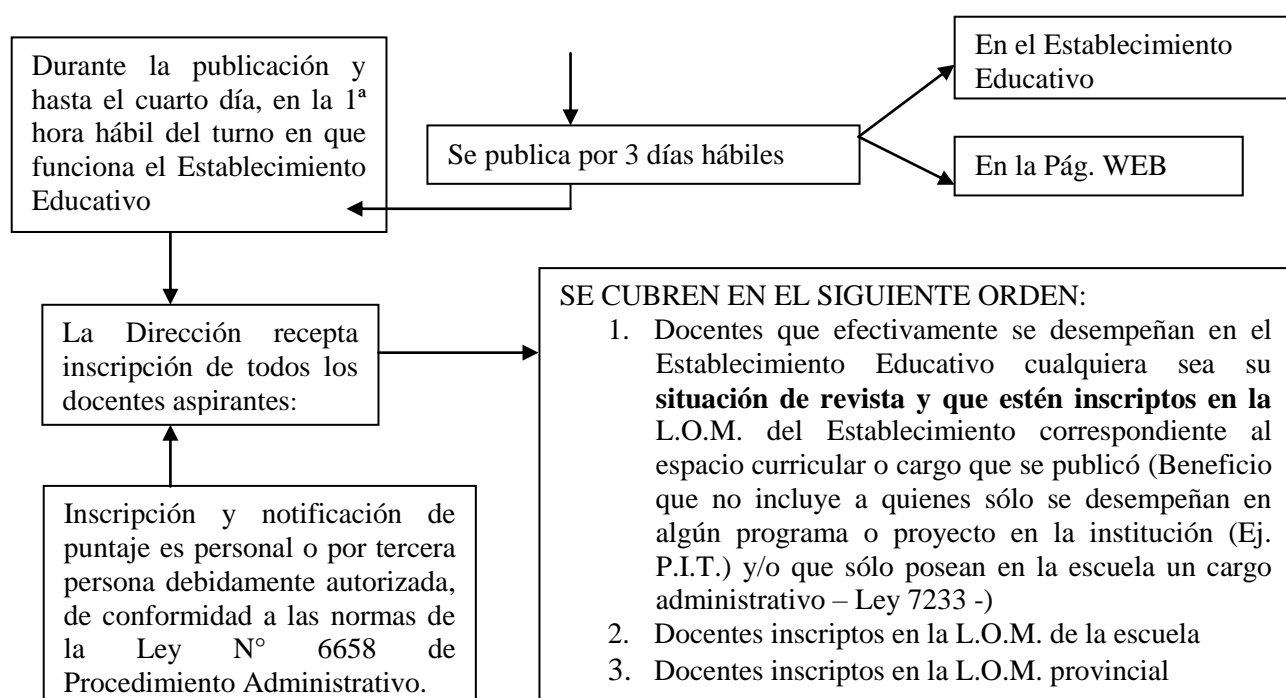 Durante la publicación y
hasta el cuarto día, en la 1ª
hora hábil del turno en que
funciona el Establecimiento
Educativo
Se publica por 3 días hábiles
En el Establecimiento
Educativo
En la Pág. WEB
La Dirección recepta
inscripción de todos los
docentes aspirantes:
Inscripción y notificación de
puntaje es personal o por tercera
persona debidamente autorizada,
de conformidad a las normas de
la Ley N° 6658 de
Procedimiento Administrativo.
SE CUBREN EN EL SIGUIENTE ORDEN:
1. Docentes que efectivamente se desempeñan en el
Establecimiento Educativo cualquiera sea su
situación de revista y que estén inscriptos en la
L.O.M. del Establecimiento correspondiente al
espacio curricular o cargo que se publicó (Beneficio
que no incluye a quienes sólo se desempeñan en
algún programa o proyecto en la institución (Ej.
P.I.T.) y/o que sólo posean en la escuela un cargo
administrativo – Ley 7233 -)
2. Docentes inscriptos en la L.O.M. de la escuela
3. Docentes inscriptos en la L.O.M. provincial